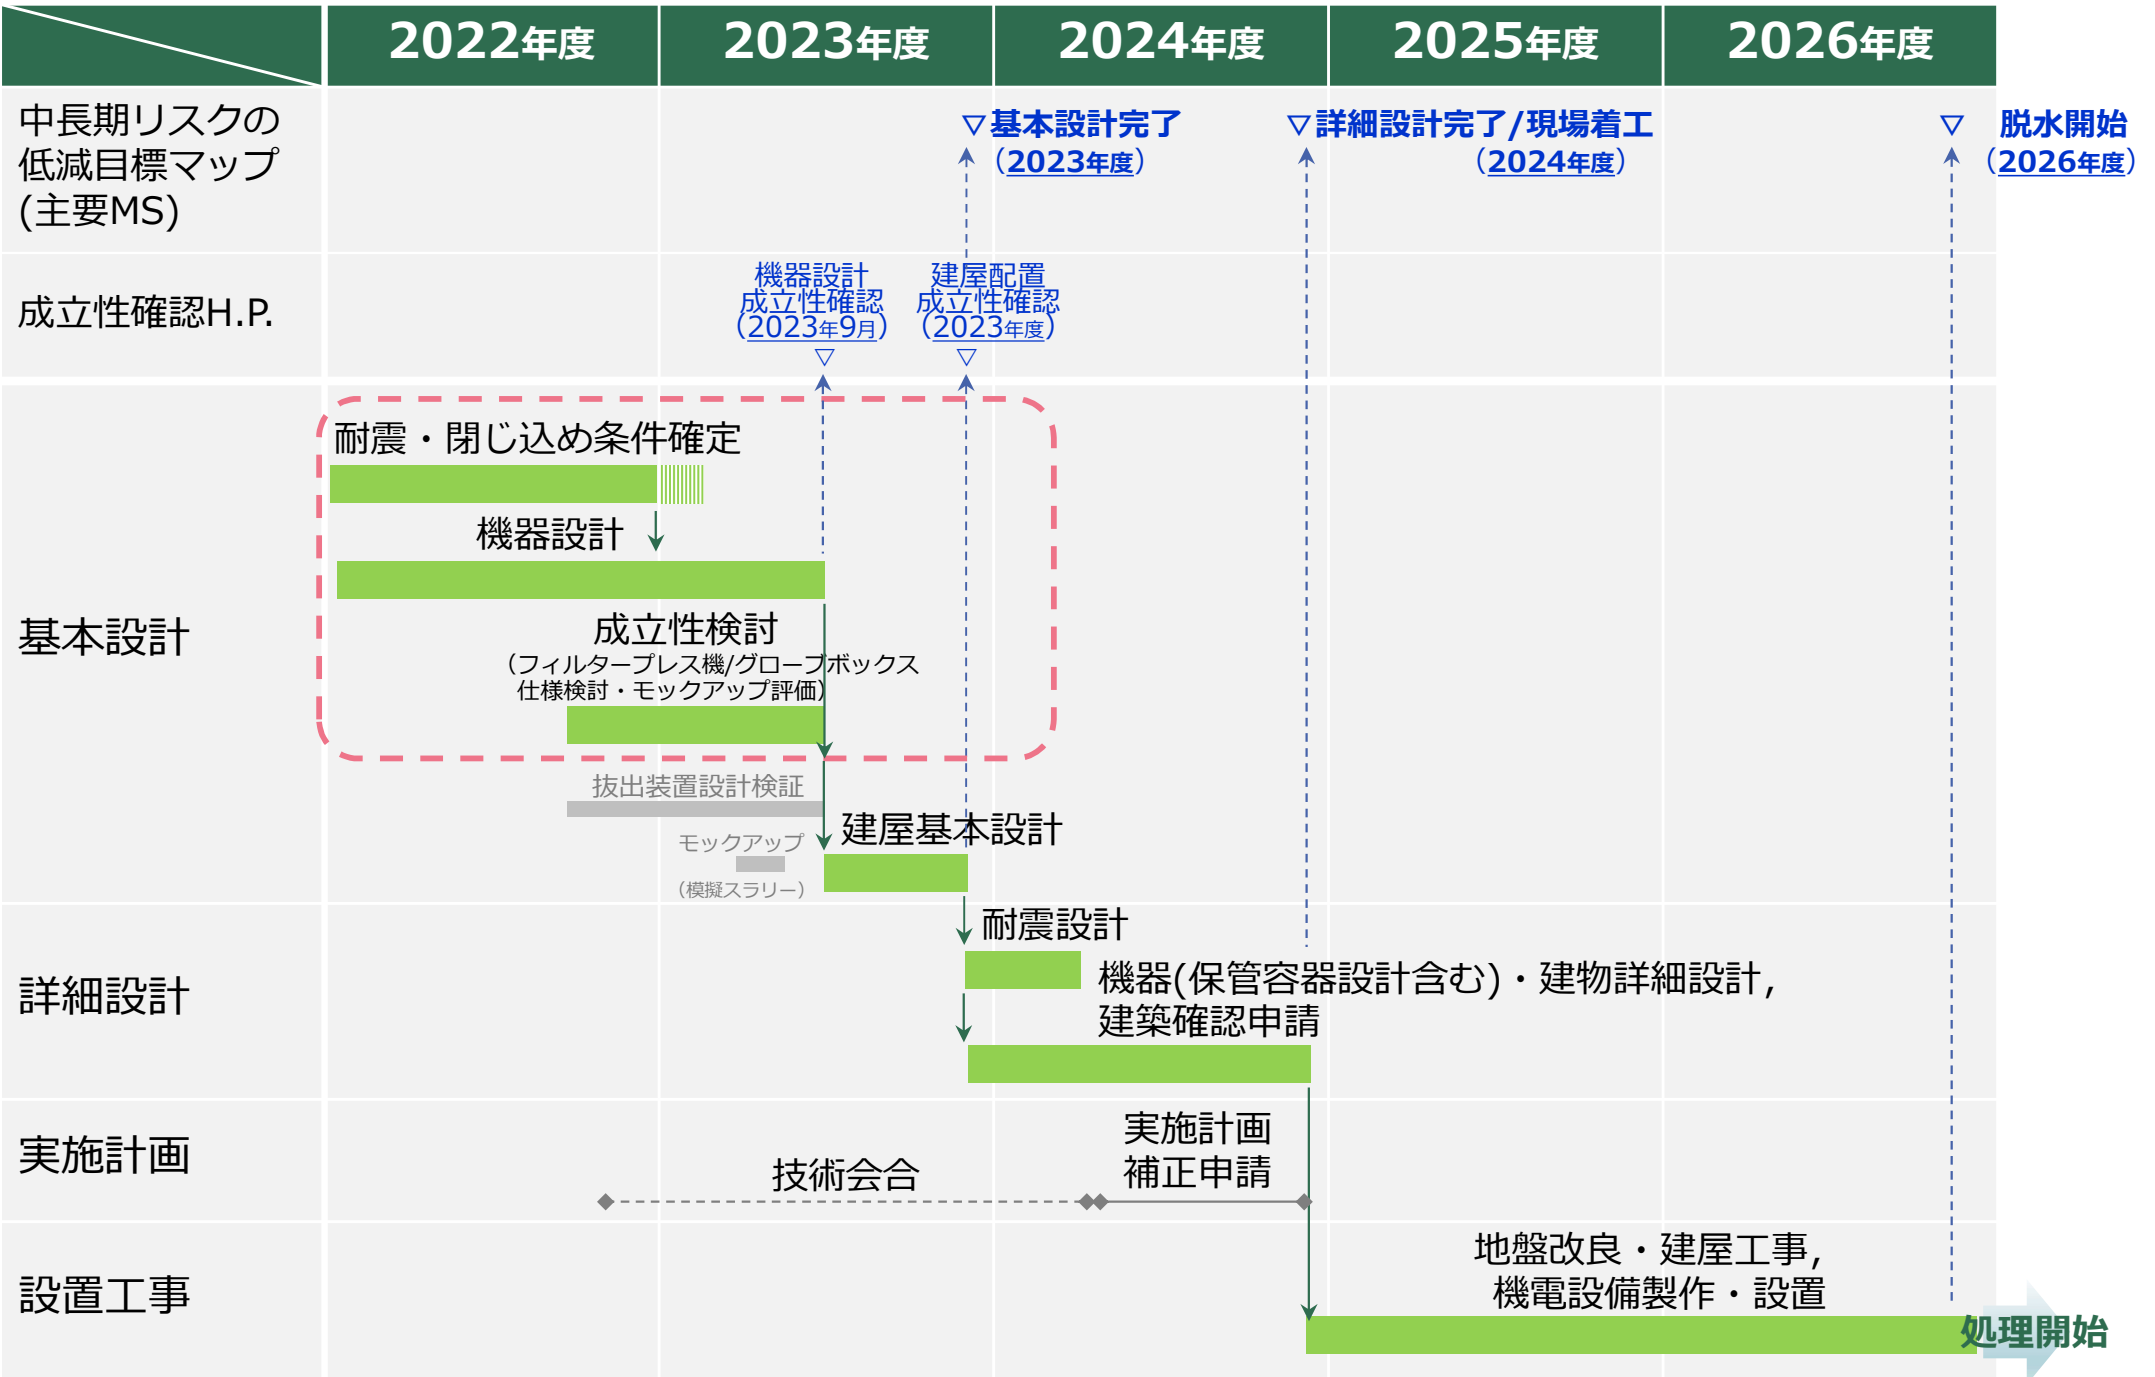 2022年度 2023年度 2024年度 2025年度 2026年度
中長期リスクの
低減目標マップ
(主要MS)
▽基本設計完了
（2023年度）
▽詳細設計完了/現場着工
（2024年度）
▽ 脱水開始
（2026年度）
成立性確認H.P.
機器設計
成立性確認
（2023年9月）
▽
建屋配置
成立性確認
（2023年度）
▽
基本設計
耐震・閉じ込め条件確定
機器設計
成立性検討
（フィルタープレス機/グローブボックス
仕様検討・モックアップ評価）
抜出装置設計検証
モックアップ
（模擬スラリー）
建屋基本設計
詳細設計
耐震設計
機器(保管容器設計含む)・建物詳細設計,
建築確認申請
実施計画
技術会合
実施計画
補正申請
設置工事
地盤改良・建屋工事,
機電設備製作・設置
処理開始